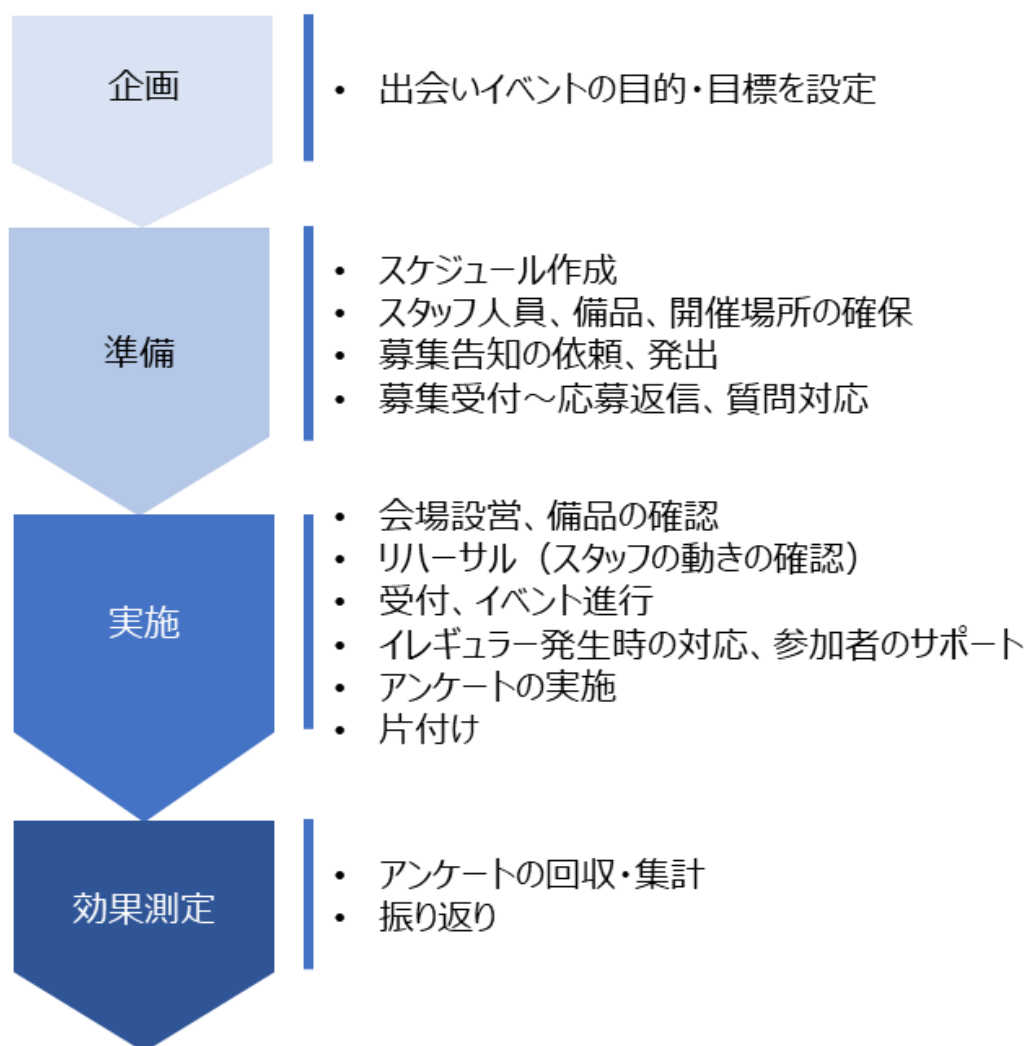 企画
• 出会いイベントの目的・目標を設定
準備
• スケジュール作成
• スタッフ人員、備品、開催場所の確保
• 募集告知の依頼、発出
• 募集受付～応募返信、質問対応
実施
• 会場設営、備品の確認
• リハーサル（スタッフの動きの確認）
• 受付、イベント進行
• イレギュラー発生時の対応、参加者のサポート
• アンケートの実施
• 片付け
効果測定
• アンケートの回収・集計
• 振り返り